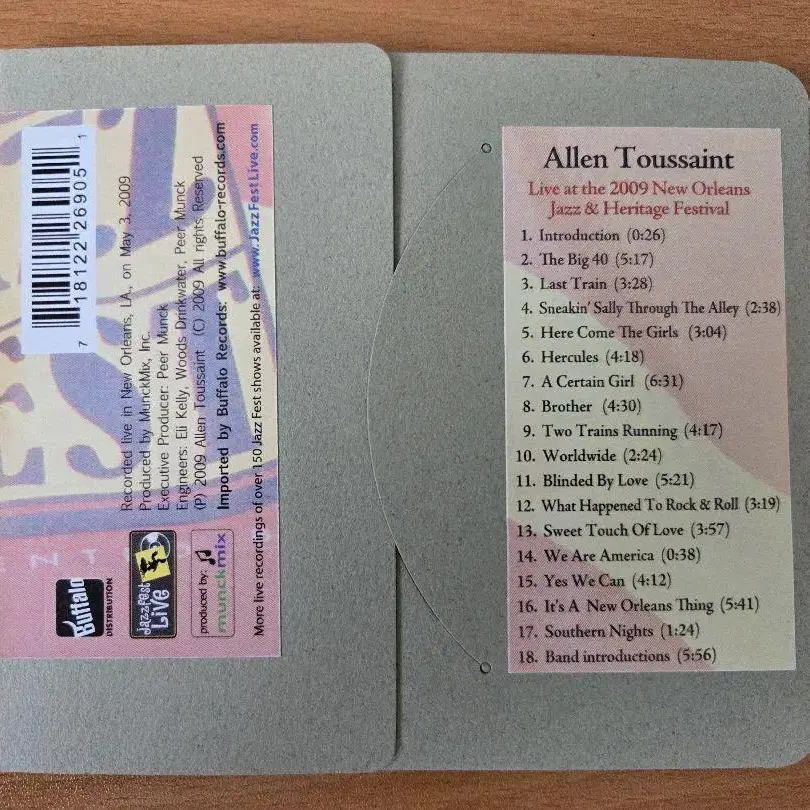 7 18122 26905 1
Recorded live in New Orleans, LA, on May 3, 2009
Produced by MunckMix, Inc.
Executive Producer: Peer Munck
Engineers: Eli Kelly, Woods Drinkwater, Peer Munck
(P) 2009 Allen Toussaint (C) 2009 All rights Reserved
Imported by Buffalo Records: www.buffalo-records.com
More live recordings of over 150 Jazz Fest shows available at: www.JazzFestLive.com
Buffalo
DISTRIBUTION
Jazzfest
Live
produced by:
munckmix
Allen Toussaint
Live at the 2009 New Orleans
Jazz & Heritage Festival
1. Introduction (0:26)
2. The Big 40 (5:17)
3. Last Train (3:28)
4. Sneakin' Sally Through The Alley (2:38)
5. Here Come The Girls (3:04)
6. Hercules (4:18)
7. A Certain Girl (6:31)
8. Brother (4:30)
9. Two Trains Running (4:17)
10. Worldwide (2:24)
11. Blinded By Love (5:21)
12. What Happened To Rock & Roll (3:19)
13. Sweet Touch Of Love (3:57)
14. We Are America (0:38)
15. Yes We Can (4:12)
16. It's A New Orleans Thing (5:41)
17. Southern Nights (1:24)
18. Band introductions (5:56)